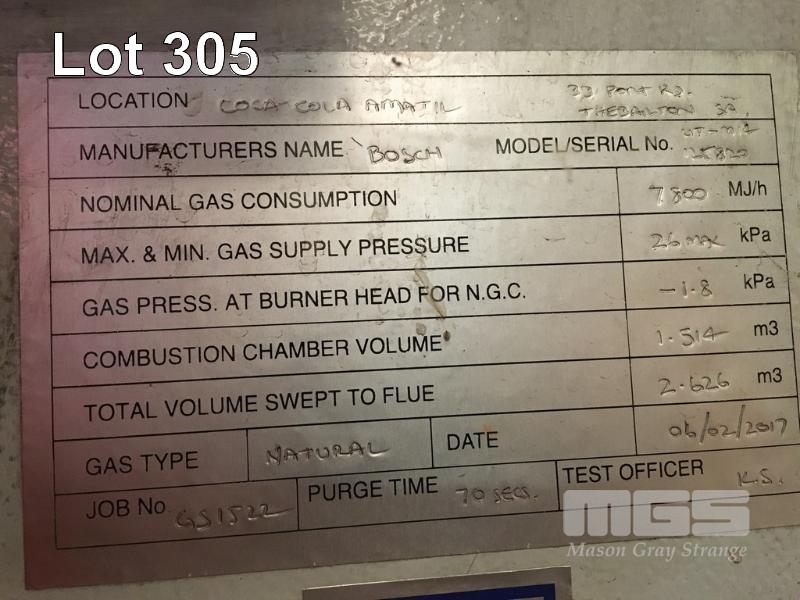 Lot 305
LOCATION COCA-COLA AMATIL 33 PORT RD.
THEBALTON SA,
MANUFACTURERS NAME BOSCH MODEL/SERIAL No.
NOMINAL GAS CONSUMPTION 7800 MJ/h
MAX. & MIN. GAS SUPPLY PRESSURE 26 MAX kPa
GAS PRESS. AT BURNER HEAD FOR N.G.C. -1.8 kPa
COMBUSTION CHAMBER VOLUME 1.514 m3
TOTAL VOLUME SWEPT TO FLUE 2.626 m3
GAS TYPE NATURAL DATE 06/02/2017
JOB No GS1522 PURGE TIME 70 SECS. TEST OFFICER K.S.
MGS
Mason Gray Strange